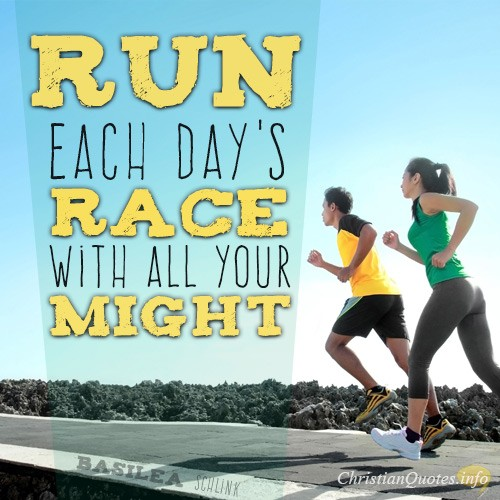 RUN
EACH DAY'S
RACE
WITH ALL YOUR
MIGHT
BASILEA
SCHLINK
ChristianQuotes.info